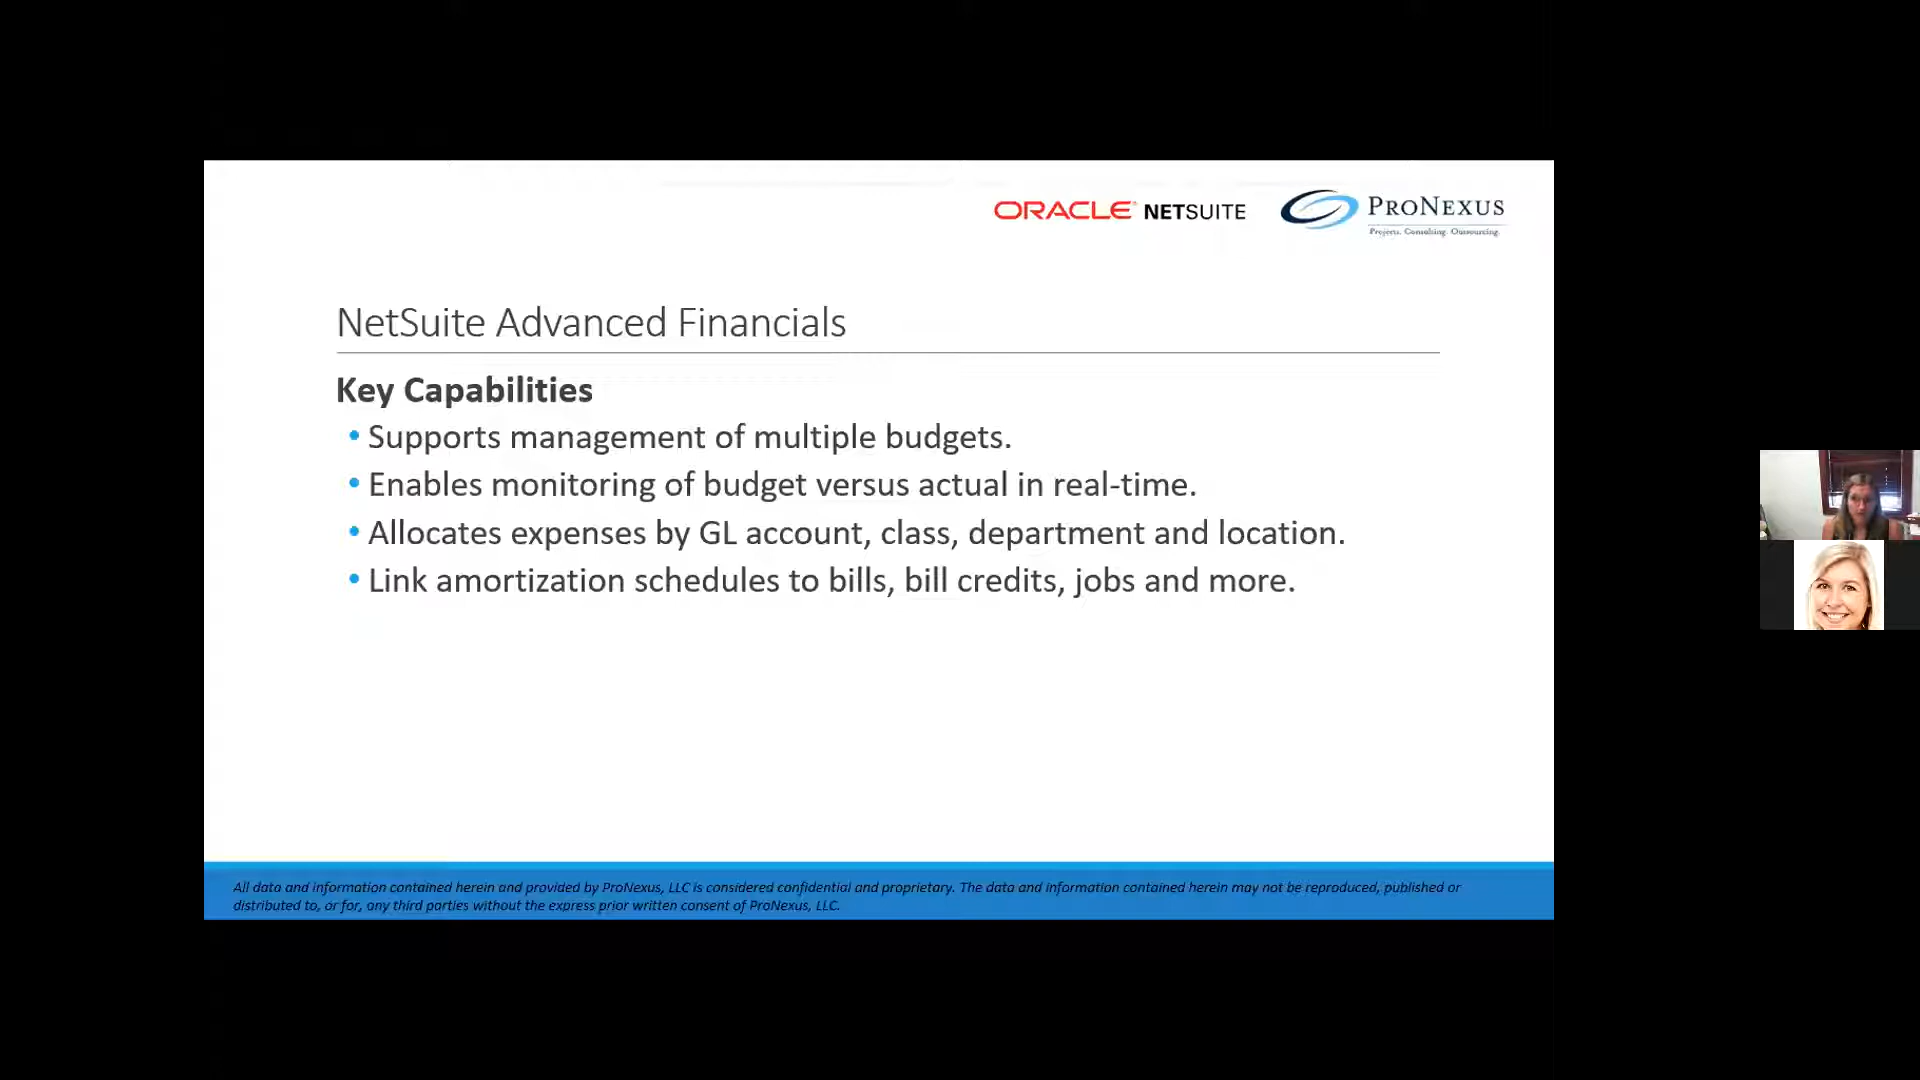 ORACLE NETSUITE
PRONEXUS
Projects. Consulting. Outsourcing.
NetSuite Advanced Financials
Key Capabilities
• Supports management of multiple budgets.
• Enables monitoring of budget versus actual in real-time.
• Allocates expenses by GL account, class, department and location.
• Link amortization schedules to bills, bill credits, jobs and more.
All data and information contained herein and provided by ProNexus, LLC is considered confidential and proprietary. The data and information contained herein may not be reproduced, published or
distributed to, or for, any third parties without the express prior written consent of ProNexus, LLC.